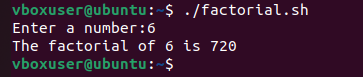 vboxuser@ubuntu:~$ ./factorial.sh
Enter a number:6
The factorial of 6 is 720
vboxuser@ubuntu:~$